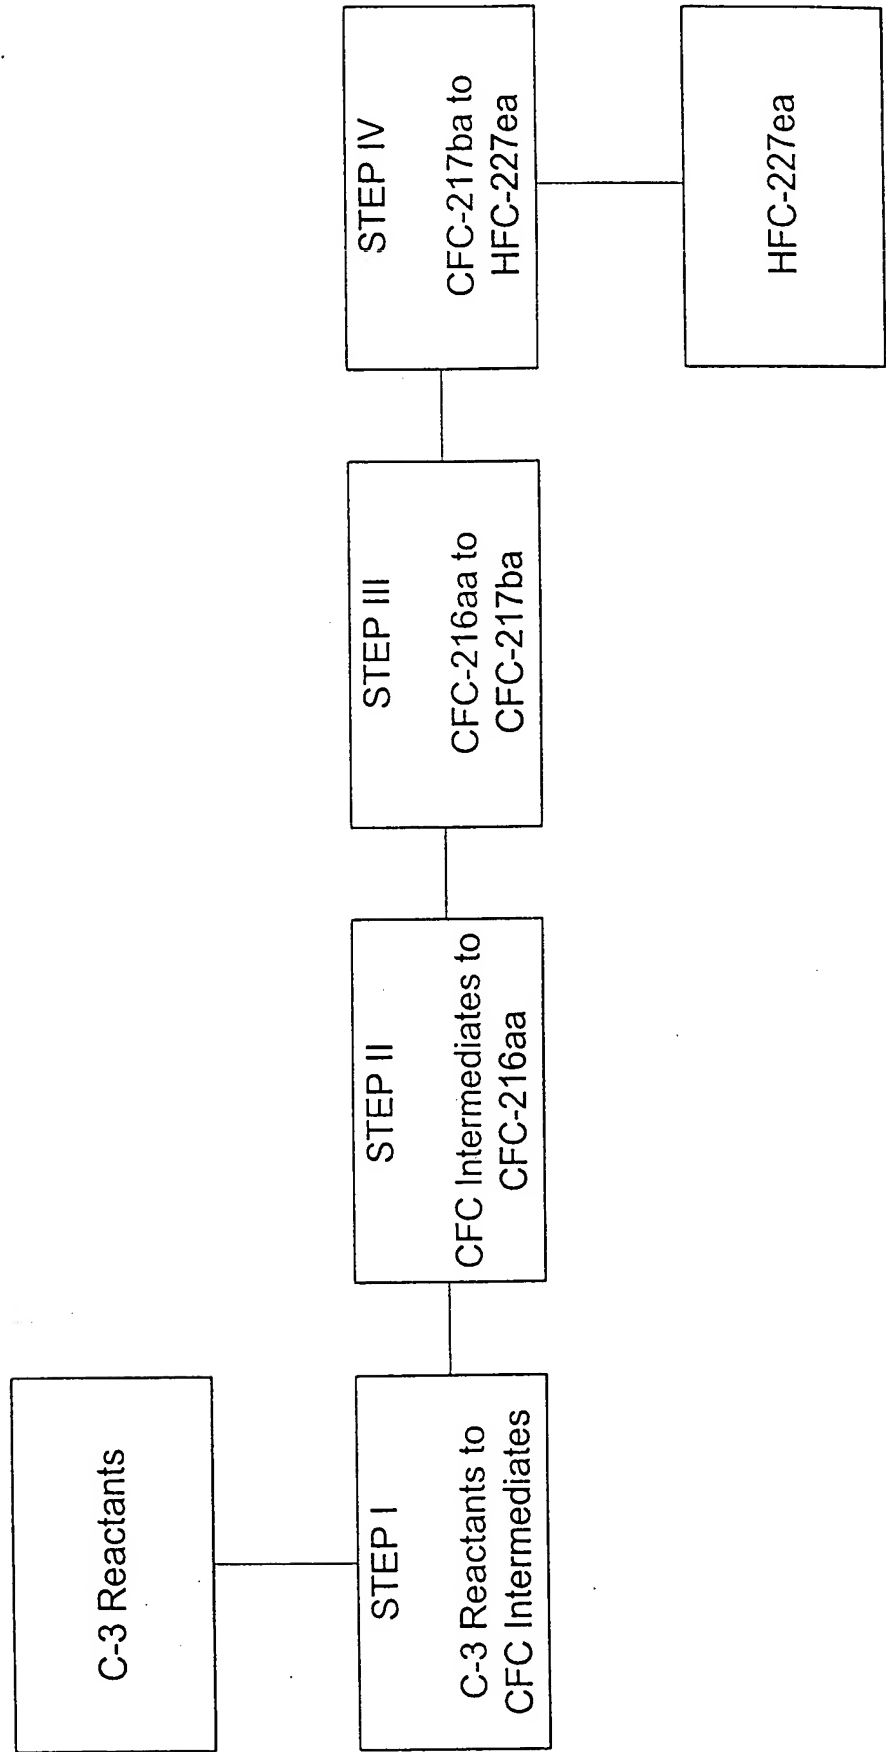 C-3 Reactants
STEP I
C-3 Reactants to
CFC Intermediates
STEP II
CFC Intermediates to
CFC-216aa
STEP III
CFC-216aa to
CFC-217ba
STEP IV
CFC-217ba to
HFC-227ea
HFC-227ea